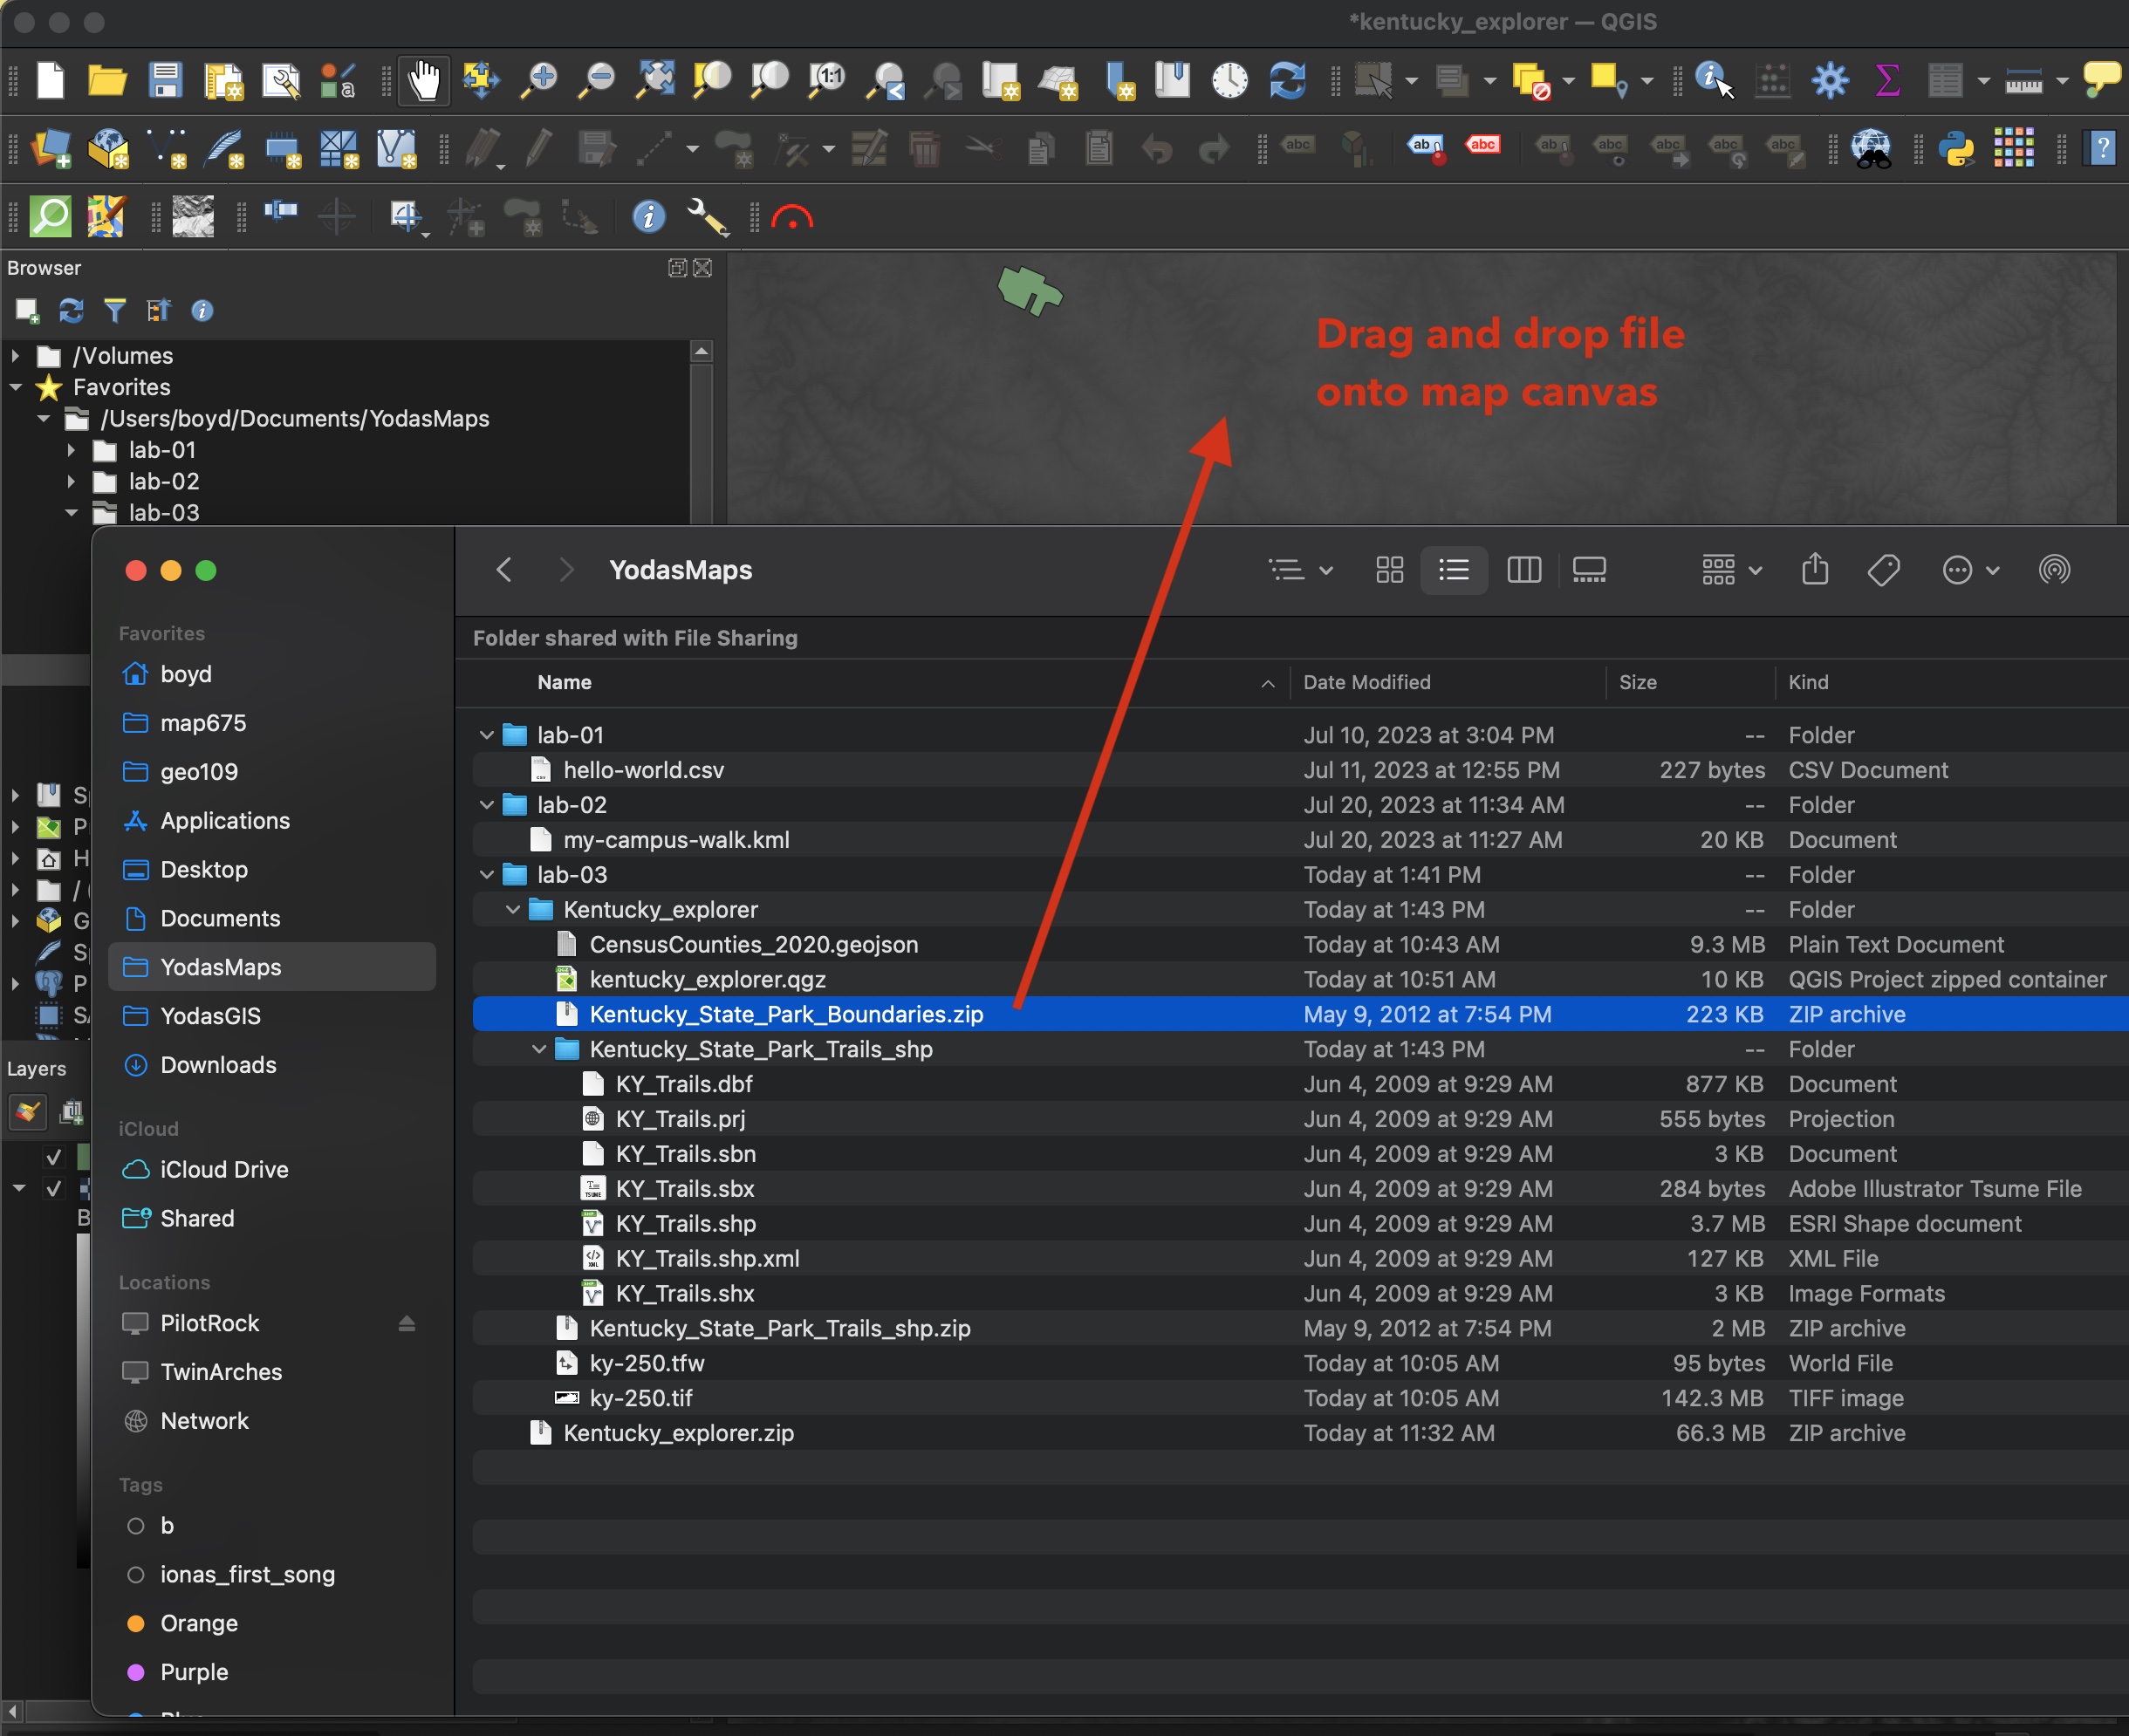 *kentucky_explorer — QGIS
1:1
a
abc
ab
abc
ab
abc
abc
abc
abc
?
Browser
/Volumes
Favorites
/Users/boyd/Documents/YodasMaps
lab-01
lab-02
lab-03
Drag and drop file
onto map canvas
Layers
YodasMaps
Folder shared with File Sharing
Favorites
boyd
map675
geo109
Applications
Desktop
Documents
YodasMaps
YodasGIS
Downloads
iCloud
iCloud Drive
Shared
Locations
PilotRock
TwinArches
Network
Tags
b
ionas_first_song
Orange
Purple
Name Date Modified Size Kind
lab-01 Jul 10, 2023 at 3:04 PM -- Folder
hello-world.csv Jul 11, 2023 at 12:55 PM 227 bytes CSV Document
lab-02 Jul 20, 2023 at 11:34 AM -- Folder
my-campus-walk.kml Jul 20, 2023 at 11:27 AM 20 KB Document
lab-03 Today at 1:41 PM -- Folder
Kentucky_explorer Today at 1:43 PM -- Folder
CensusCounties_2020.geojson Today at 10:43 AM 9.3 MB Plain Text Document
kentucky_explorer.qgz Today at 10:51 AM 10 KB QGIS Project zipped container
Kentucky_State_Park_Boundaries.zip May 9, 2012 at 7:54 PM 223 KB ZIP archive
Kentucky_State_Park_Trails_shp Today at 1:43 PM -- Folder
KY_Trails.dbf Jun 4, 2009 at 9:29 AM 877 KB Document
KY_Trails.prj Jun 4, 2009 at 9:29 AM 555 bytes Projection
KY_Trails.sbn Jun 4, 2009 at 9:29 AM 3 KB Document
KY_Trails.sbx Jun 4, 2009 at 9:29 AM 284 bytes Adobe Illustrator Tsume File
KY_Trails.shp Jun 4, 2009 at 9:29 AM 3.7 MB ESRI Shape document
KY_Trails.shp.xml Jun 4, 2009 at 9:29 AM 127 KB XML File
KY_Trails.shx Jun 4, 2009 at 9:29 AM 3 KB Image Formats
Kentucky_State_Park_Trails_shp.zip May 9, 2012 at 7:54 PM 2 MB ZIP archive
ky-250.tfw Today at 10:05 AM 95 bytes World File
ky-250.tif Today at 10:05 AM 142.3 MB TIFF image
Kentucky_explorer.zip Today at 11:32 AM 66.3 MB ZIP archive